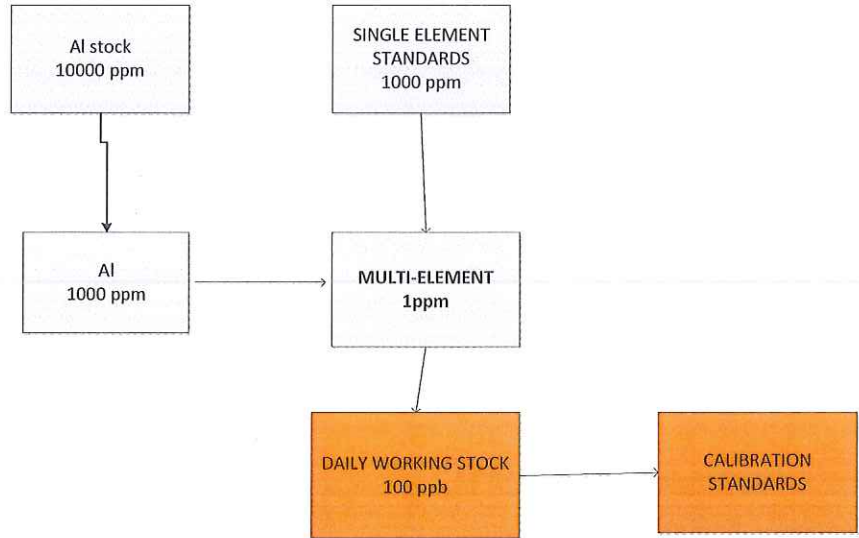 Al stock
10000 ppm
SINGLE ELEMENT
STANDARDS
1000 ppm
Al
1000 ppm
MULTI-ELEMENT
1ppm
DAILY WORKING STOCK
100 ppb
CALIBRATION
STANDARDS